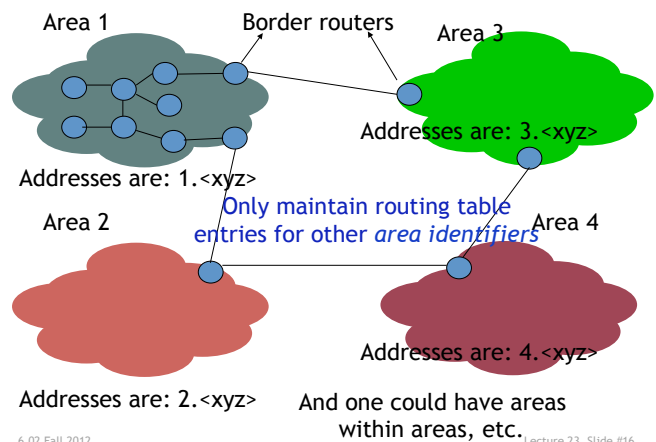 Area 1
Border routers
Area 3
Addresses are: 3.<xyz>
Addresses are: 1.<xyz>
Only maintain routing table
entries for other area identifiers
Area 2
Area 4
Addresses are: 4.<xyz>
Addresses are: 2.<xyz>
And one could have areas
within areas, etc.
6.02 Fall 2012
Lecture 23, Slide #16